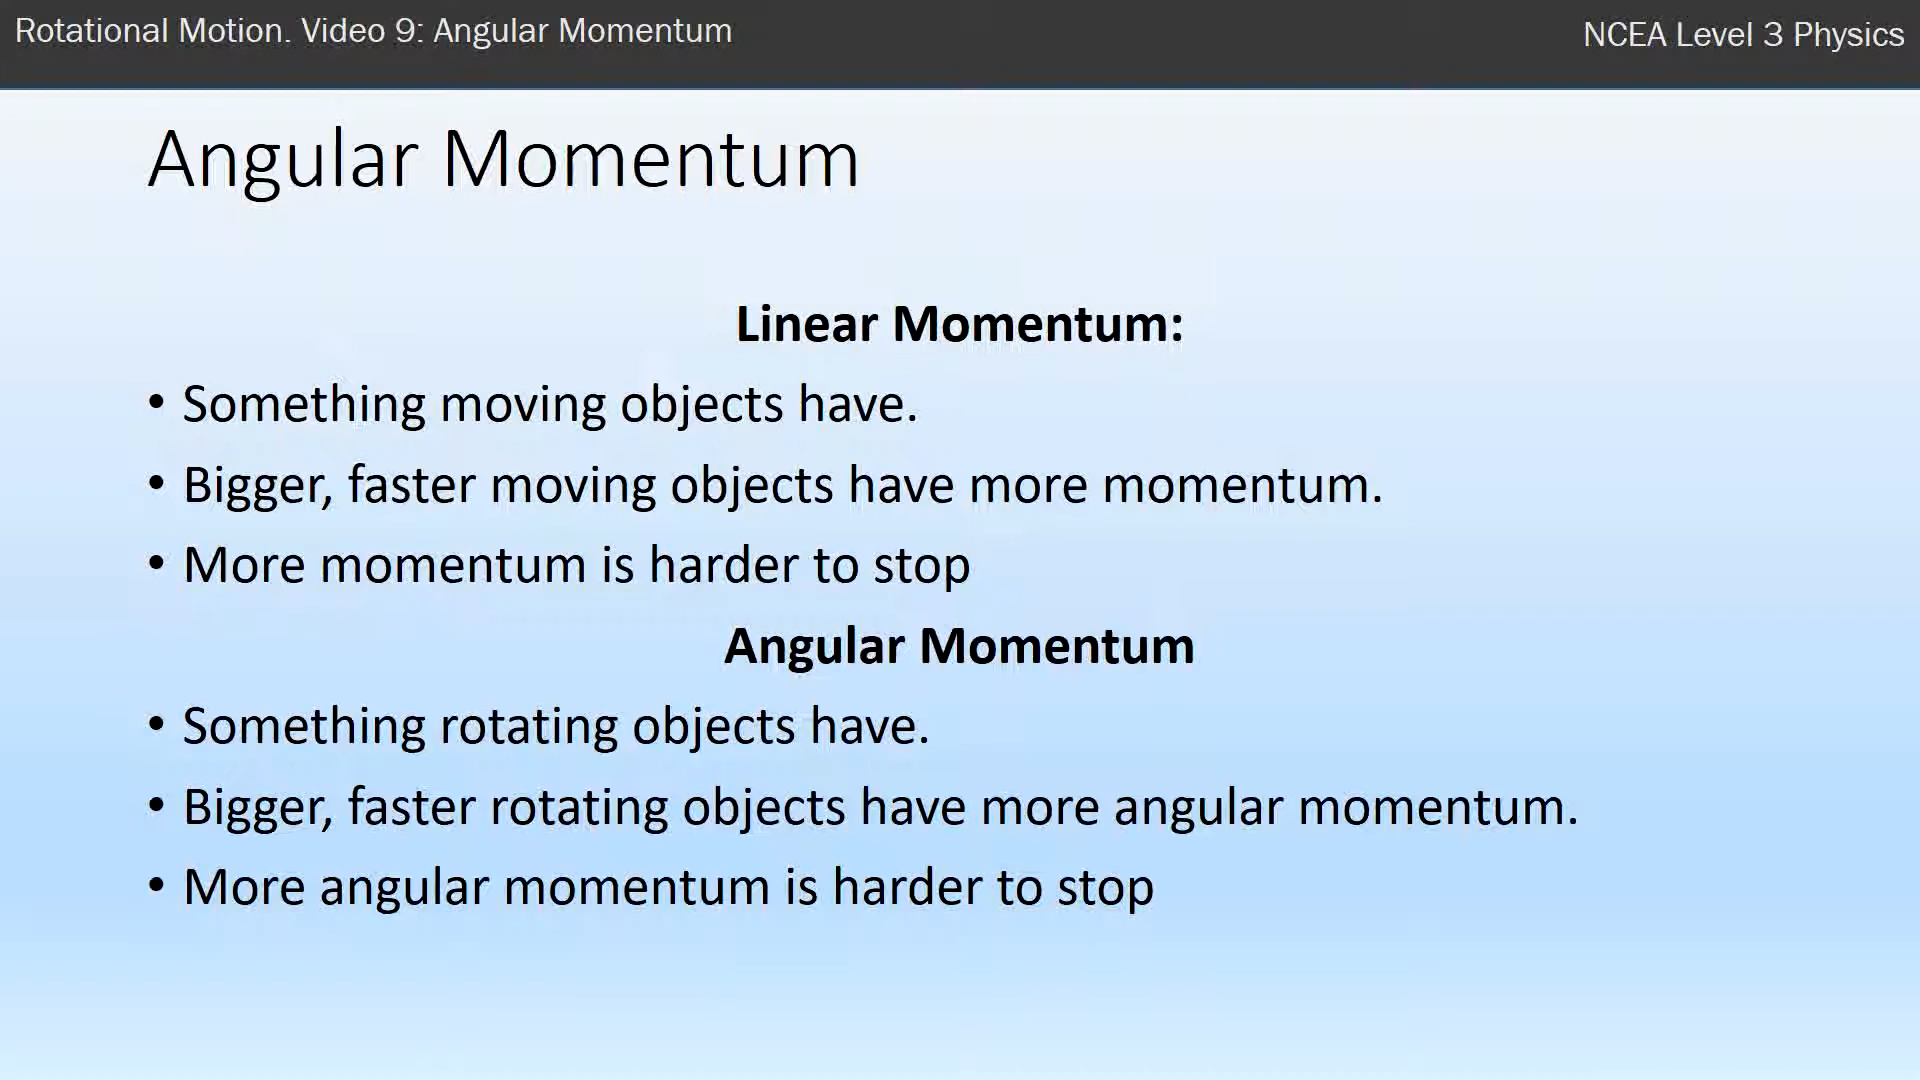 Rotational Motion. Video 9: Angular Momentum
NCEA Level 3 Physics
Angular Momentum
Linear Momentum:
• Something moving objects have.
• Bigger, faster moving objects have more momentum.
• More momentum is harder to stop
Angular Momentum
• Something rotating objects have.
• Bigger, faster rotating objects have more angular momentum.
• More angular momentum is harder to stop